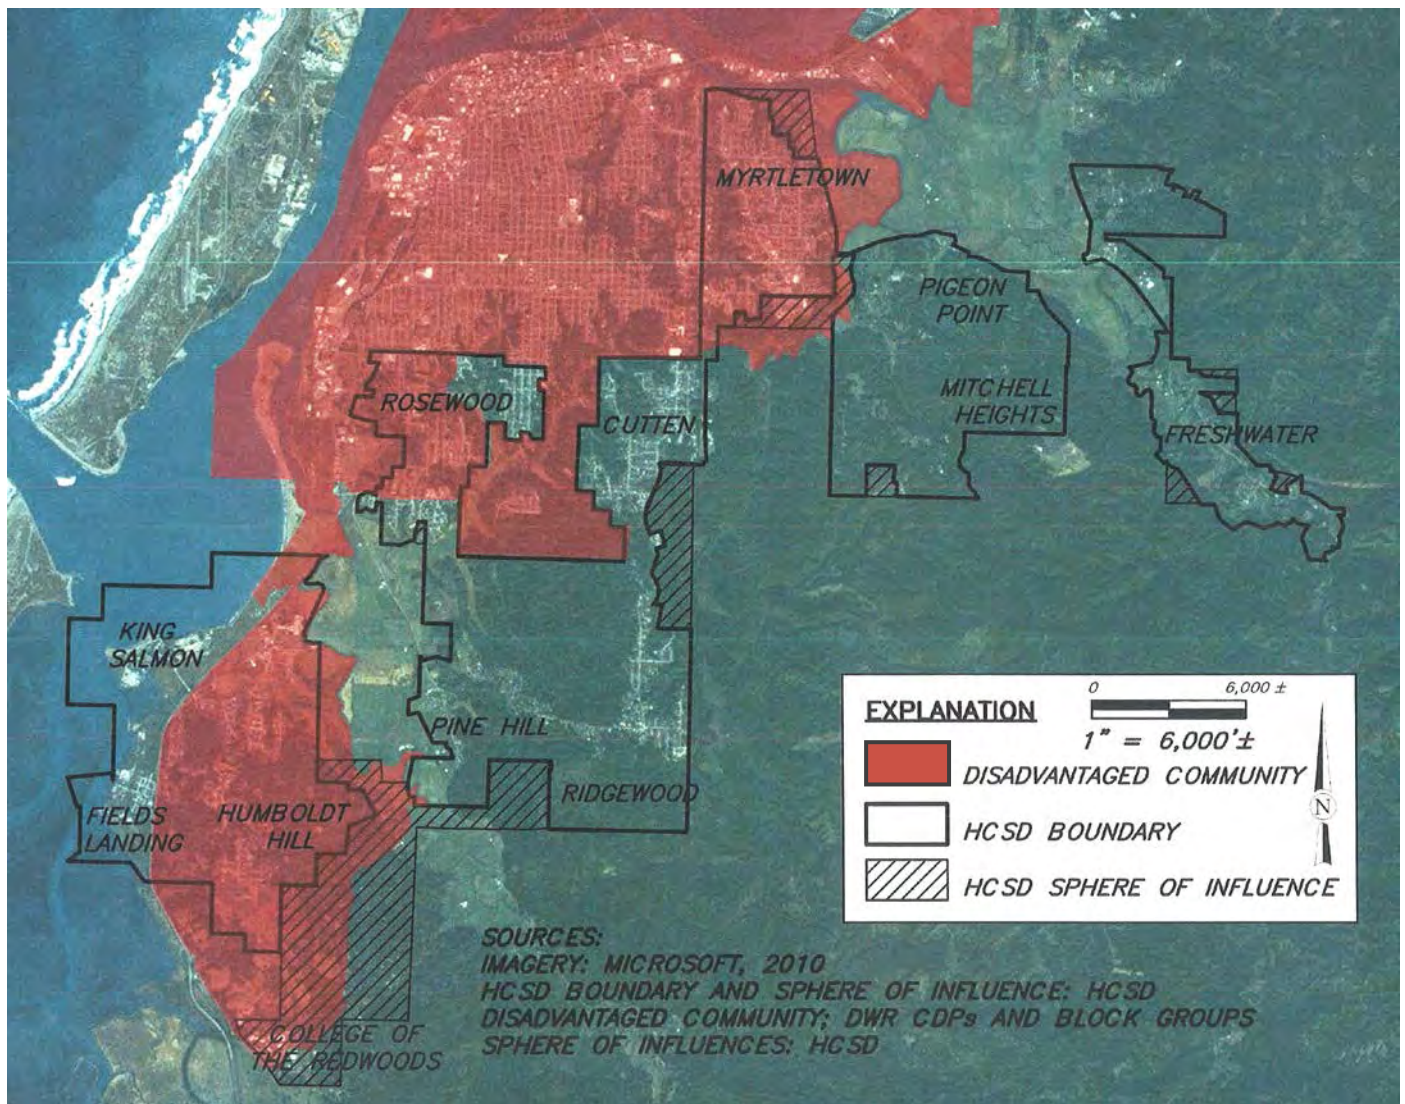 MYRTLETOWN
PIGEON
POINT
ROSEWOOD
MITCHELL
HEIGHTS
CUTTEN
FRESHWATER
KING
SALMON
PINE HILL
RIDGEWOOD
FIELDS
LANDING
HUMBOLDT
HILL
COLLEGE OF
THE REDWOODS
EXPLANATION
0 6,000 ±
1" = 6,000'±
DISADVANTAGED COMMUNITY
HCSD BOUNDARY
HCSD SPHERE OF INFLUENCE
N
SOURCES:
IMAGERY: MICROSOFT, 2010
HCSD BOUNDARY AND SPHERE OF INFLUENCE: HCSD
DISADVANTAGED COMMUNITY; DWR CDPs AND BLOCK GROUPS
SPHERE OF INFLUENCES: HCSD